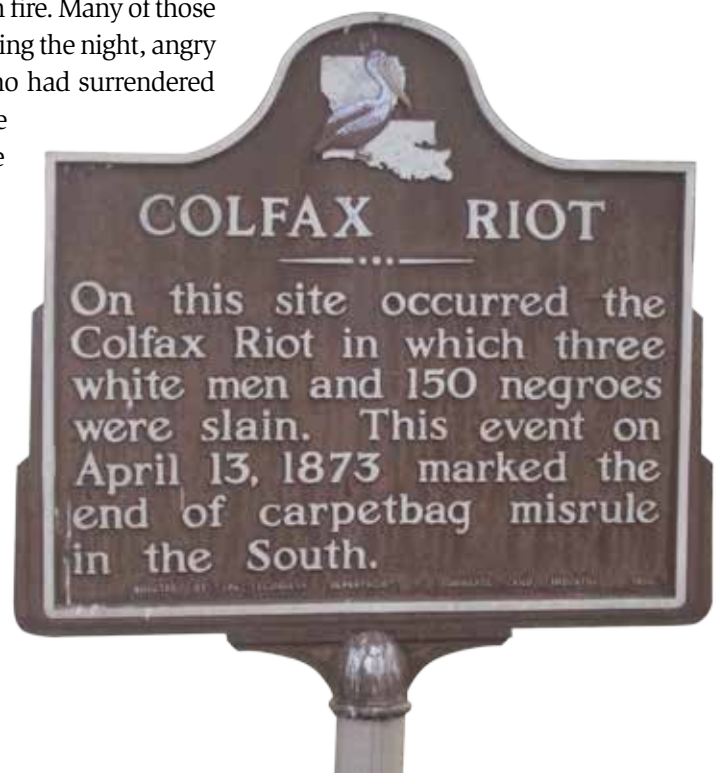 n fire. Many of those
ing the night, angry
ho had surrendered
e
e
COLFAX RIOT
On this site occurred the
Colfax Riot in which three
white men and 150 negroes
were slain. This event on
April 13, 1873 marked the
end of carpetbag misrule
in the South.